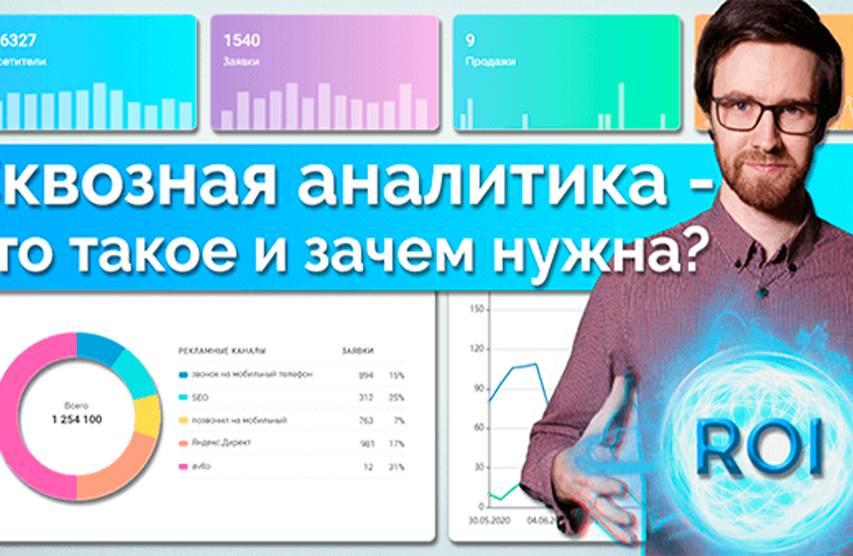 6327
сетители
1540
Заявки
9
Продажи
квозная аналитика -
то такое и зачем нужна?
Всего
1 254 100
РЕКЛАМНЫЕ КАНАЛЫ ЗАЯВКИ
звонок на мобильный телефон 894 15%
SEO 312 25%
позвонил на мобильный 763 7%
Яндекс.Директ 981 17%
avito 12 31%
150
120
90
60
30
0
30.05.2020 04.06.2
ROI